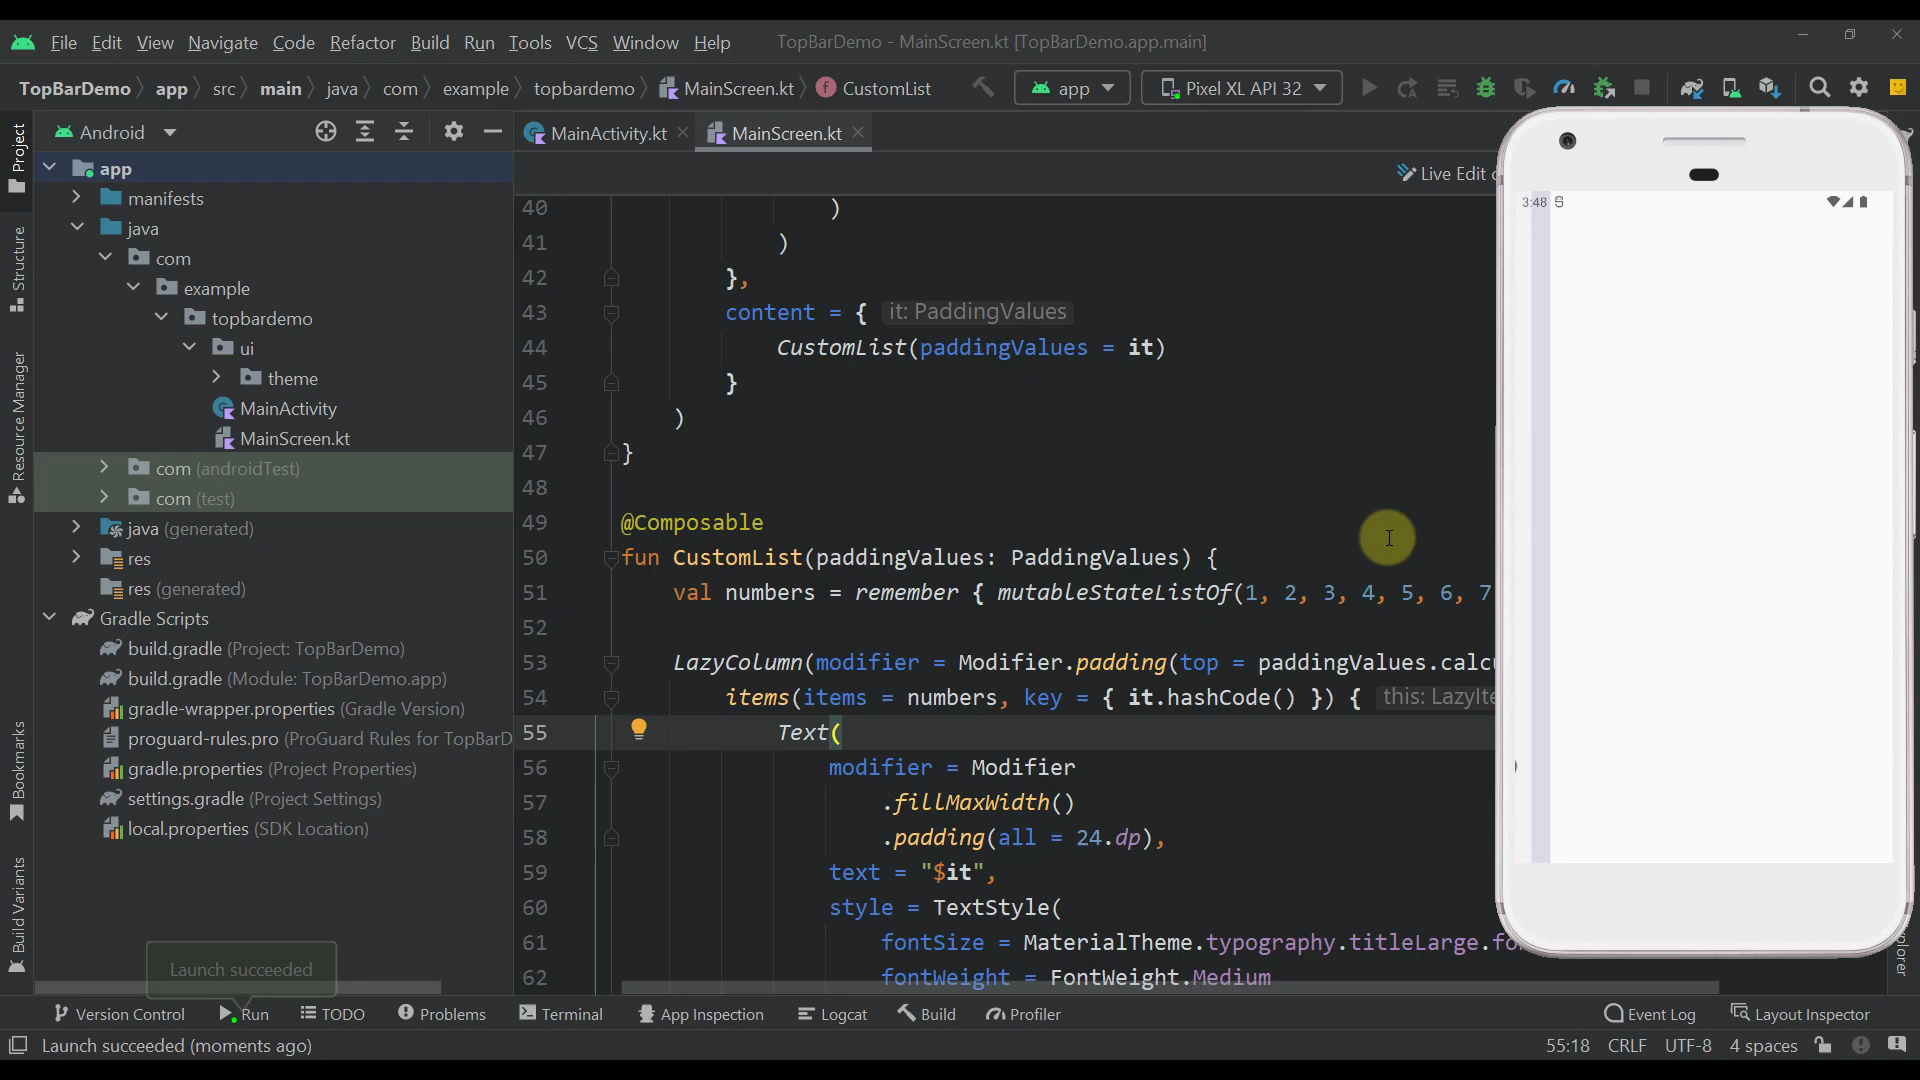 File Edit View Navigate Code Refactor Build Run Tools VCS Window Help TopBarDemo - MainScreen.kt [TopBarDemo.app.main]
TopBarDemo app src main java com example topbardemo MainScreen.kt CustomList app Pixel XL API 32
Project
Structure
Resource Manager
Bookmarks
Build Variants
Android
app
manifests
java
com
example
topbardemo
ui
theme
MainActivity
MainScreen.kt
com (androidTest)
com (test)
java (generated)
res
res (generated)
Gradle Scripts
build.gradle (Project: TopBarDemo)
build.gradle (Module: TopBarDemo.app)
gradle-wrapper.properties (Gradle Version)
proguard-rules.pro (ProGuard Rules for TopBarD
gradle.properties (Project Properties)
settings.gradle (Project Settings)
local.properties (SDK Location)
Launch succeeded
MainActivity.kt MainScreen.kt
Live Edit
40 )
41 )
42 },
43 content = { it: PaddingValues
44 CustomList(paddingValues = it)
45 }
46 )
47 }
48
49 @Composable
50 fun CustomList(paddingValues: PaddingValues) {
51 val numbers = remember { mutableStateListOf(1, 2, 3, 4, 5, 6, 7
52
53 LazyColumn(modifier = Modifier.padding(top = paddingValues.calcu
54 items(items = numbers, key = { it.hashCode() }) { this: LazyIte
55 Text(
56 modifier = Modifier
57 .fillMaxWidth()
58 .padding(all = 24.dp),
59 text = "$it",
60 style = TextStyle(
61 fontSize = MaterialTheme.typography.titleLarge.fo
62 fontWeight = FontWeight.Medium
3:48
Version Control Run TODO Problems Terminal App Inspection Logcat Build Profiler Event Log Layout Inspector
Launch succeeded (moments ago) 55:18 CRLF UTF-8 4 spaces